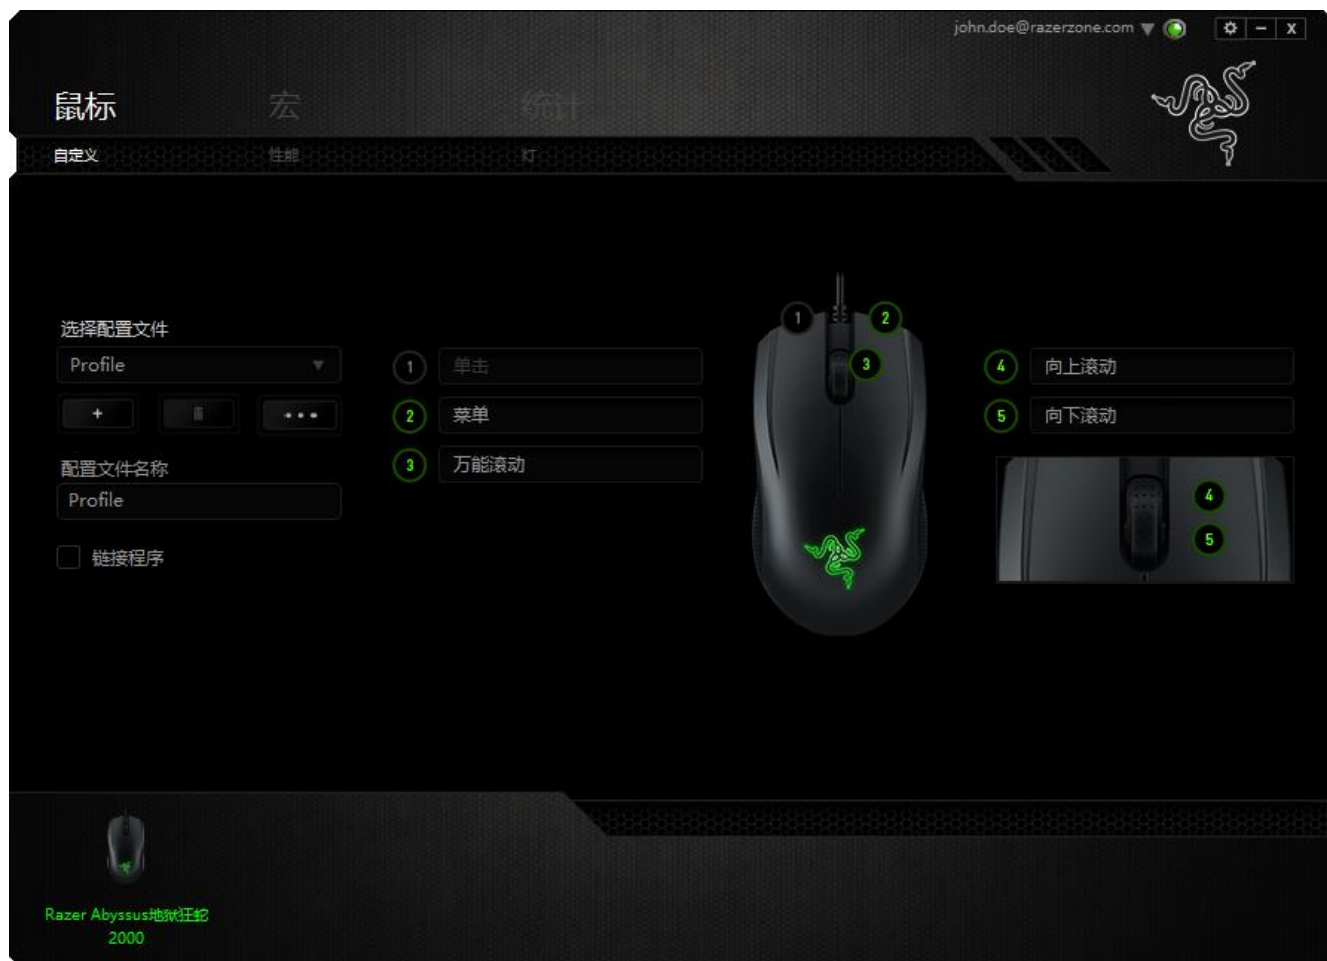 john.doe@razerzone.com
x
鼠标
宏
统计
自定义
性能
灯
选择配置文件
Profile
配置文件名称
Profile
链接程序
1 单击
2 菜单
3 万能滚动
1
2
3
4 向上滚动
5 向下滚动
4
5
Razer Abyssus地狱狂蛇
2000